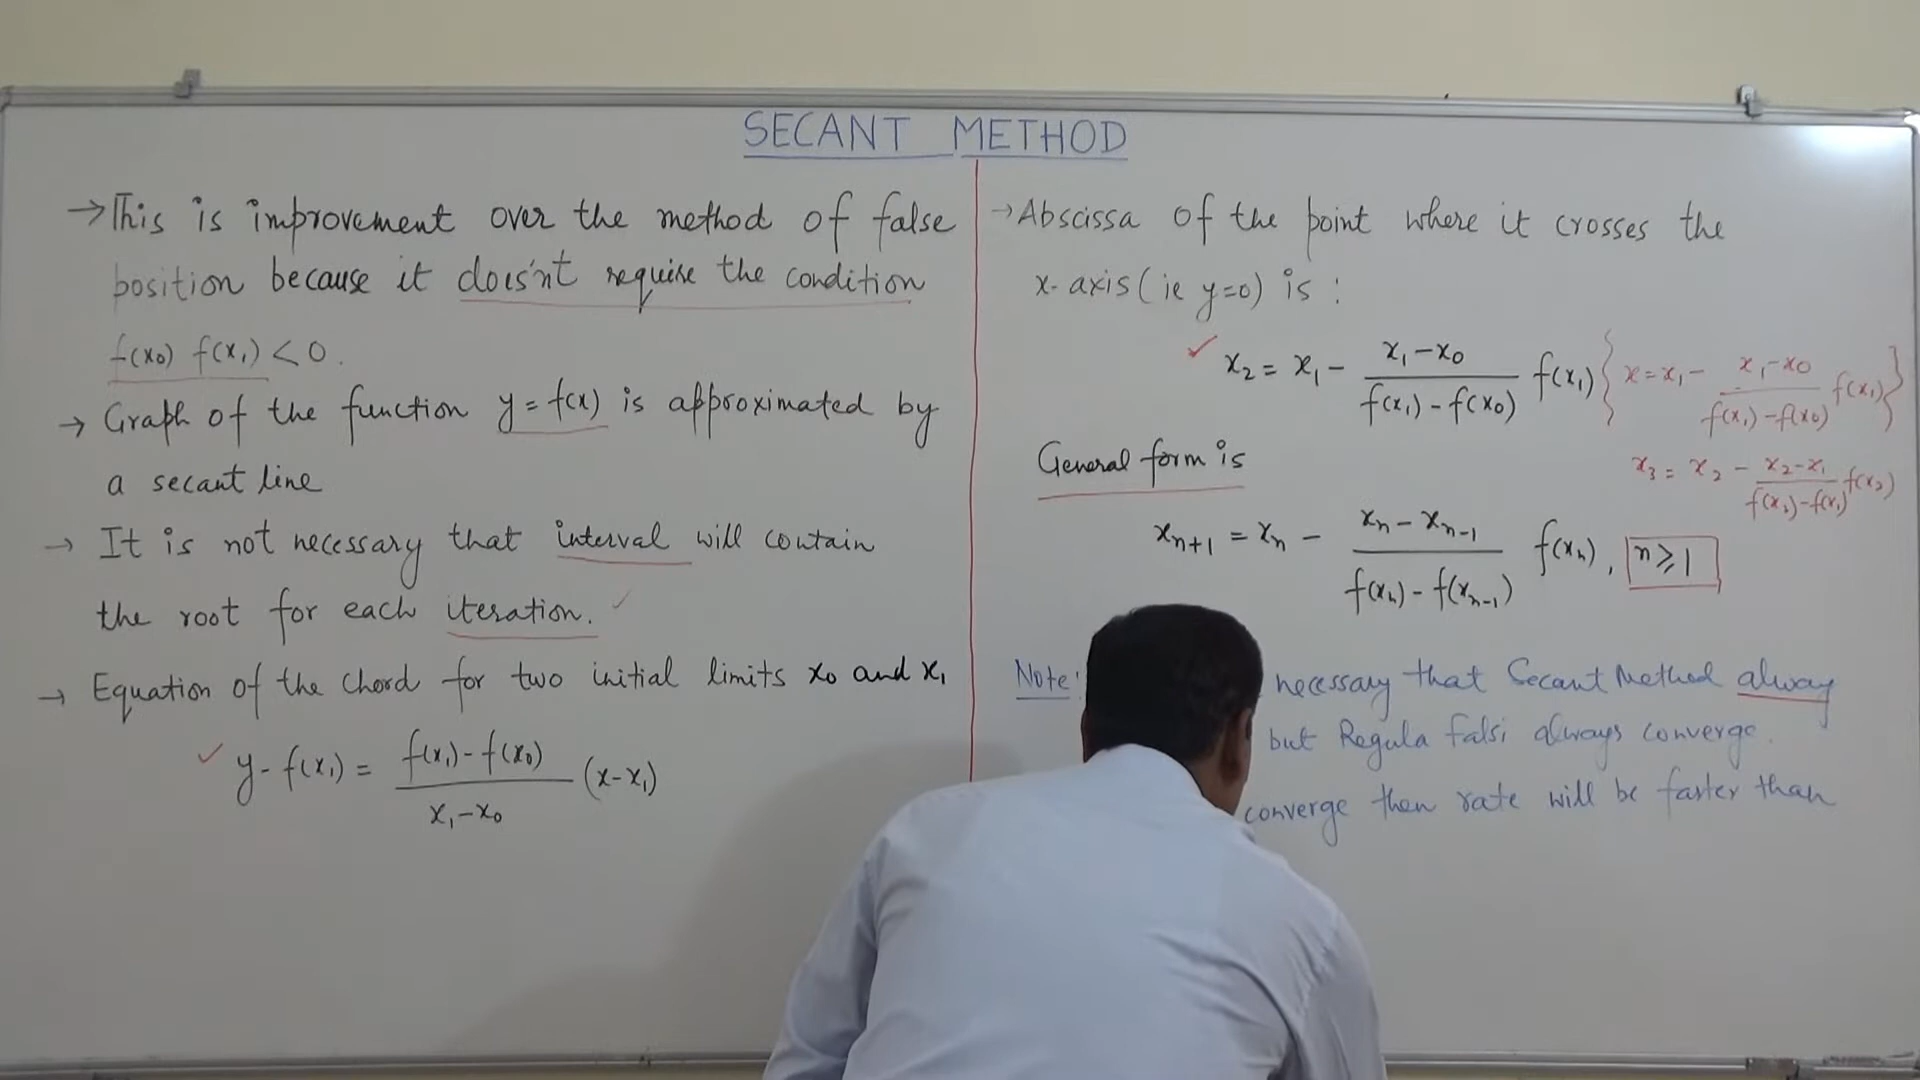 SECANT METHOD
→ This is improvement over the method of false
position because it does'nt require the condition
f(x₀) f(x₁) < 0.
→ Graph of the function y = f(x) is approximated by
a secant line
→ It is not necessary that interval will contain
the root for each iteration. ✓
→ Equation of the chord for two initial limits x₀ and x₁
✓ y - f(x₁) = (f(x₁) - f(x₀))/(x₁ - x₀) (x - x₁)
→ Abscissa of the point where it crosses the
x-axis (ie y=0) is :
✓ x₂ = x₁ - (x₁ - x₀)/(f(x₁) - f(x₀)) f(x₁) { x = x₁ - (x₁ - x₀)/(f(x₁) - f(x₀)) f(x₁) }
x₃ = x₂ - (x₂ - x₁)/(f(x₂) - f(x₁)) f(x₂)
General form is
xₙ₊₁ = xₙ - (xₙ - xₙ₋₁)/(f(xₙ) - f(xₙ₋₁)) f(xₙ), n ⩾ 1
Note: necessary that Secant Method alway
but Regula falsi always converge.
converge then rate will be faster than